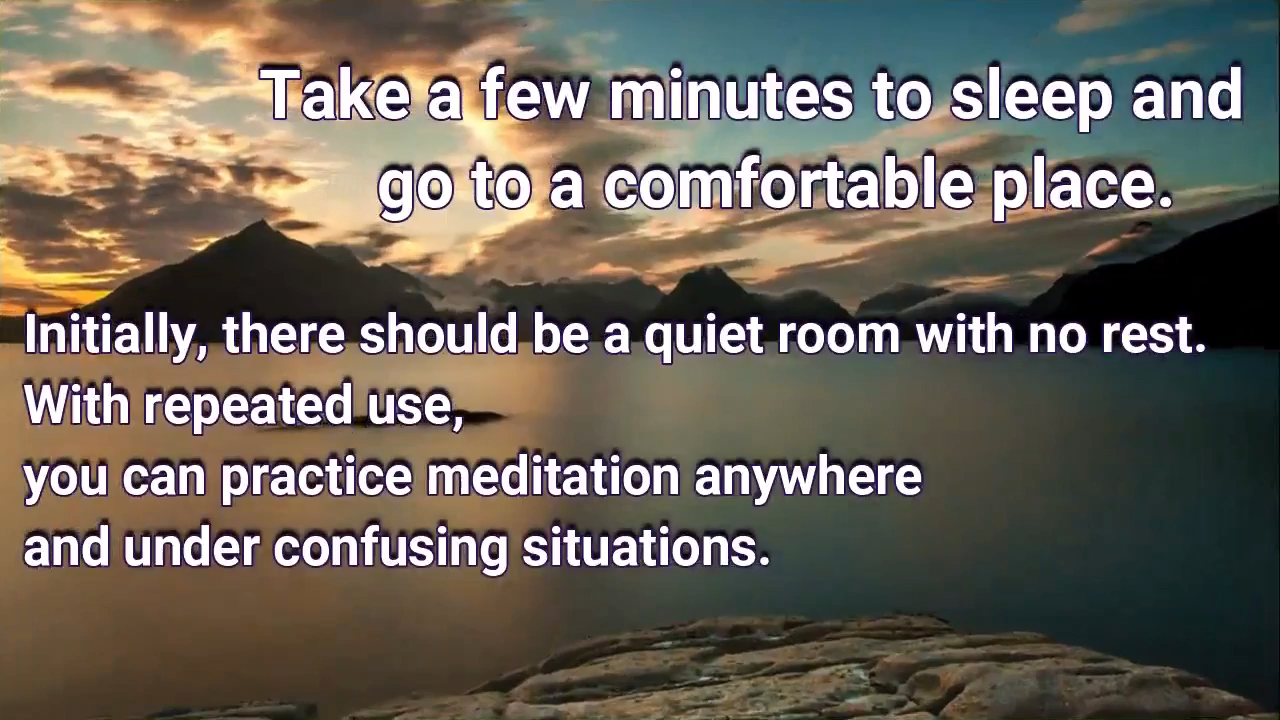 Take a few minutes to sleep and
go to a comfortable place.
Initially, there should be a quiet room with no rest.
With repeated use,
you can practice meditation anywhere
and under confusing situations.